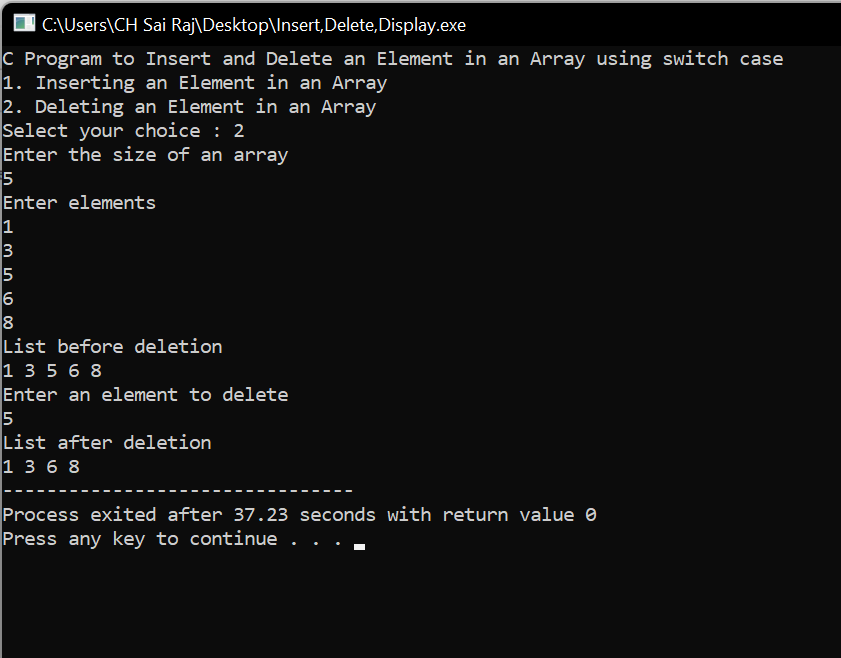 C:\Users\CH Sai Raj\Desktop\Insert,Delete,Display.exe
C Program to Insert and Delete an Element in an Array using switch case
1. Inserting an Element in an Array
2. Deleting an Element in an Array
Select your choice : 2
Enter the size of an array
5
Enter elements
1
3
5
6
8
List before deletion
1 3 5 6 8
Enter an element to delete
5
List after deletion
1 3 6 8
--------------------------------
Process exited after 37.23 seconds with return value 0
Press any key to continue . . .